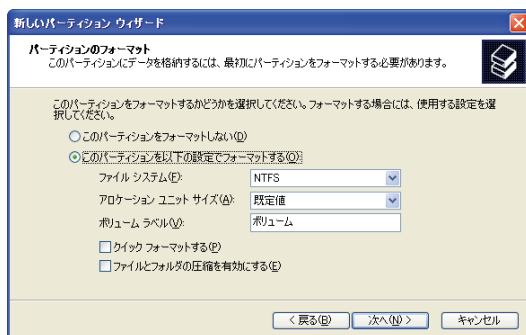 新しいパーティション ウィザード
パーティションのフォーマット
このパーティションにデータを格納するには、最初にパーティションをフォーマットする必要があります。
このパーティションをフォーマットするかどうかを選択してください。フォーマットする場合には、使用する設定を選
択してください。
このパーティションをフォーマットしない(D)
このパーティションを以下の設定でフォーマットする(O):
ファイル システム(F): NTFS
アロケーション ユニット サイズ(A): 既定値
ボリューム ラベル(V): ボリューム
クイック フォーマットする(P)
ファイルとフォルダの圧縮を有効にする(E)
< 戻る(B) 次へ(N) > キャンセル